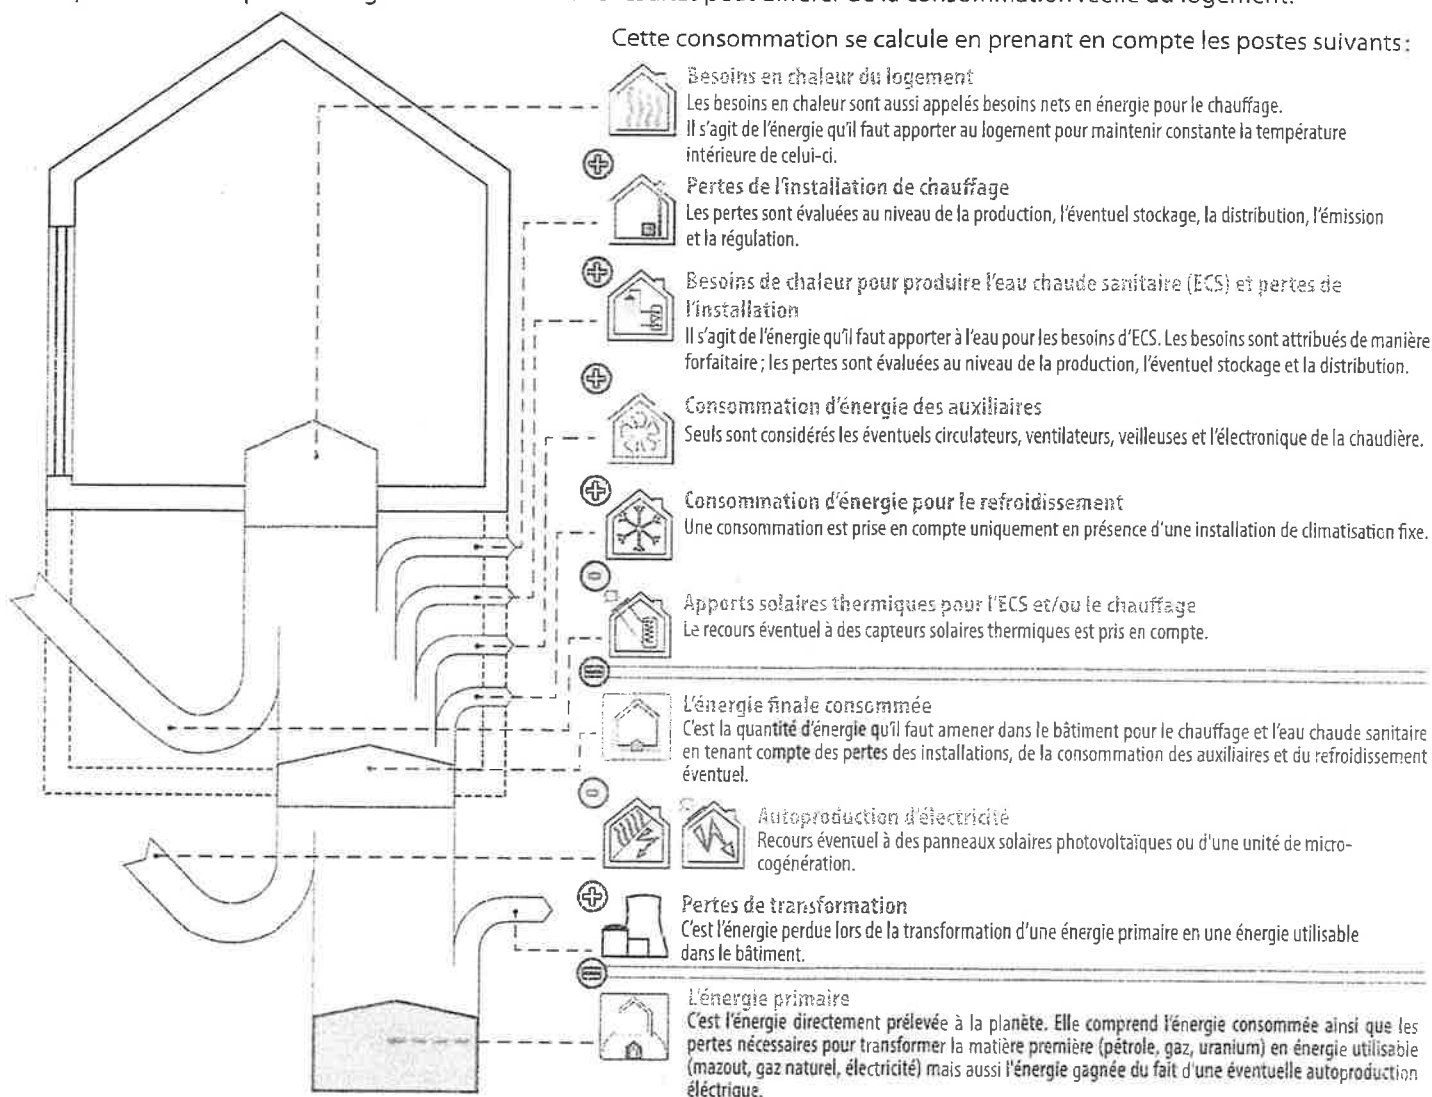 peut différer de la consommation réelle du logement.
Cette consommation se calcule en prenant en compte les postes suivants :
Besoins en chaleur du logement
Les besoins en chaleur sont aussi appelés besoins nets en énergie pour le chauffage.
Il s'agit de l'énergie qu'il faut apporter au logement pour maintenir constante la température
intérieure de celui-ci.
Pertes de l'installation de chauffage
Les pertes sont évaluées au niveau de la production, l'éventuel stockage, la distribution, l'émission
et la régulation.
Besoins de chaleur pour produire l'eau chaude sanitaire (ECS) et pertes de
l'installation
Il s'agit de l'énergie qu'il faut apporter à l'eau pour les besoins d'ECS. Les besoins sont attribués de manière
forfaitaire ; les pertes sont évaluées au niveau de la production, l'éventuel stockage et la distribution.
Consommation d'énergie des auxiliaires
Seuls sont considérés les éventuels circulateurs, ventilateurs, veilleuses et l'électronique de la chaudière.
Consommation d'énergie pour le refroidissement
Une consommation est prise en compte uniquement en présence d'une installation de climatisation fixe.
Apports solaires thermiques pour l'ECS et/ou le chauffage
Le recours éventuel à des capteurs solaires thermiques est pris en compte.
L'énergie finale consommée
C'est la quantité d'énergie qu'il faut amener dans le bâtiment pour le chauffage et l'eau chaude sanitaire
en tenant compte des pertes des installations, de la consommation des auxiliaires et du refroidissement
éventuel.
Autoproduction d'électricité
Recours éventuel à des panneaux solaires photovoltaïques ou d'une unité de micro-
cogénération.
Pertes de transformation
C'est l'énergie perdue lors de la transformation d'une énergie primaire en une énergie utilisable
dans le bâtiment.
L'énergie primaire
C'est l'énergie directement prélevée à la planète. Elle comprend l'énergie consommée ainsi que les
pertes nécessaires pour transformer la matière première (pétrole, gaz, uranium) en énergie utilisable
(mazout, gaz naturel, électricité) mais aussi l'énergie gagnée du fait d'une éventuelle autoproduction
éléctrique.